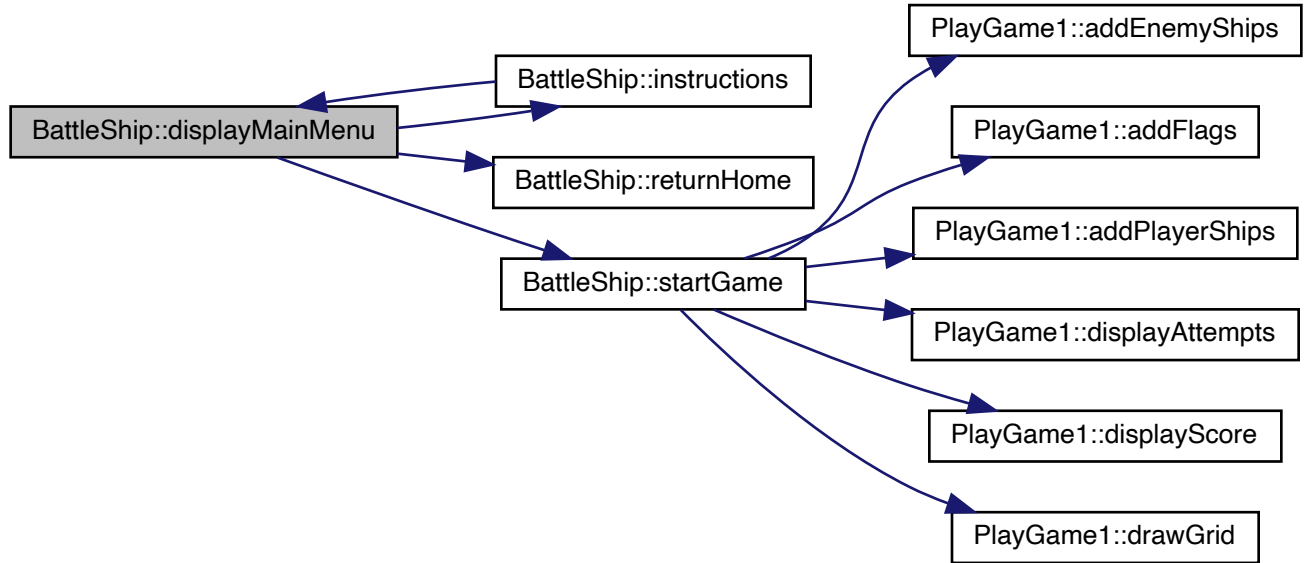 BattleShip::displayMainMenu
BattleShip::instructions
BattleShip::returnHome
BattleShip::startGame
PlayGame1::addEnemyShips
PlayGame1::addFlags
PlayGame1::addPlayerShips
PlayGame1::displayAttempts
PlayGame1::displayScore
PlayGame1::drawGrid